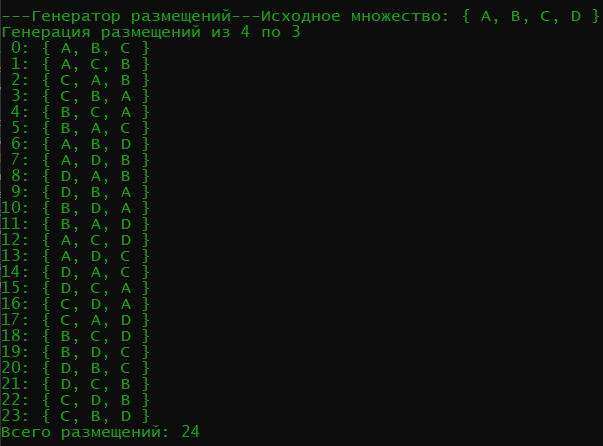 ---Генератор размещений---Исходное множество: { A, B, C, D }
Генерация размещений из 4 по 3
 0: { A, B, C }
 1: { A, C, B }
 2: { C, A, B }
 3: { C, B, A }
 4: { B, C, A }
 5: { B, A, C }
 6: { A, B, D }
 7: { A, D, B }
 8: { D, A, B }
 9: { D, B, A }
10: { B, D, A }
11: { B, A, D }
12: { A, C, D }
13: { A, D, C }
14: { D, A, C }
15: { D, C, A }
16: { C, D, A }
17: { C, A, D }
18: { B, C, D }
19: { B, D, C }
20: { D, B, C }
21: { D, C, B }
22: { C, D, B }
23: { C, B, D }
Всего размещений: 24